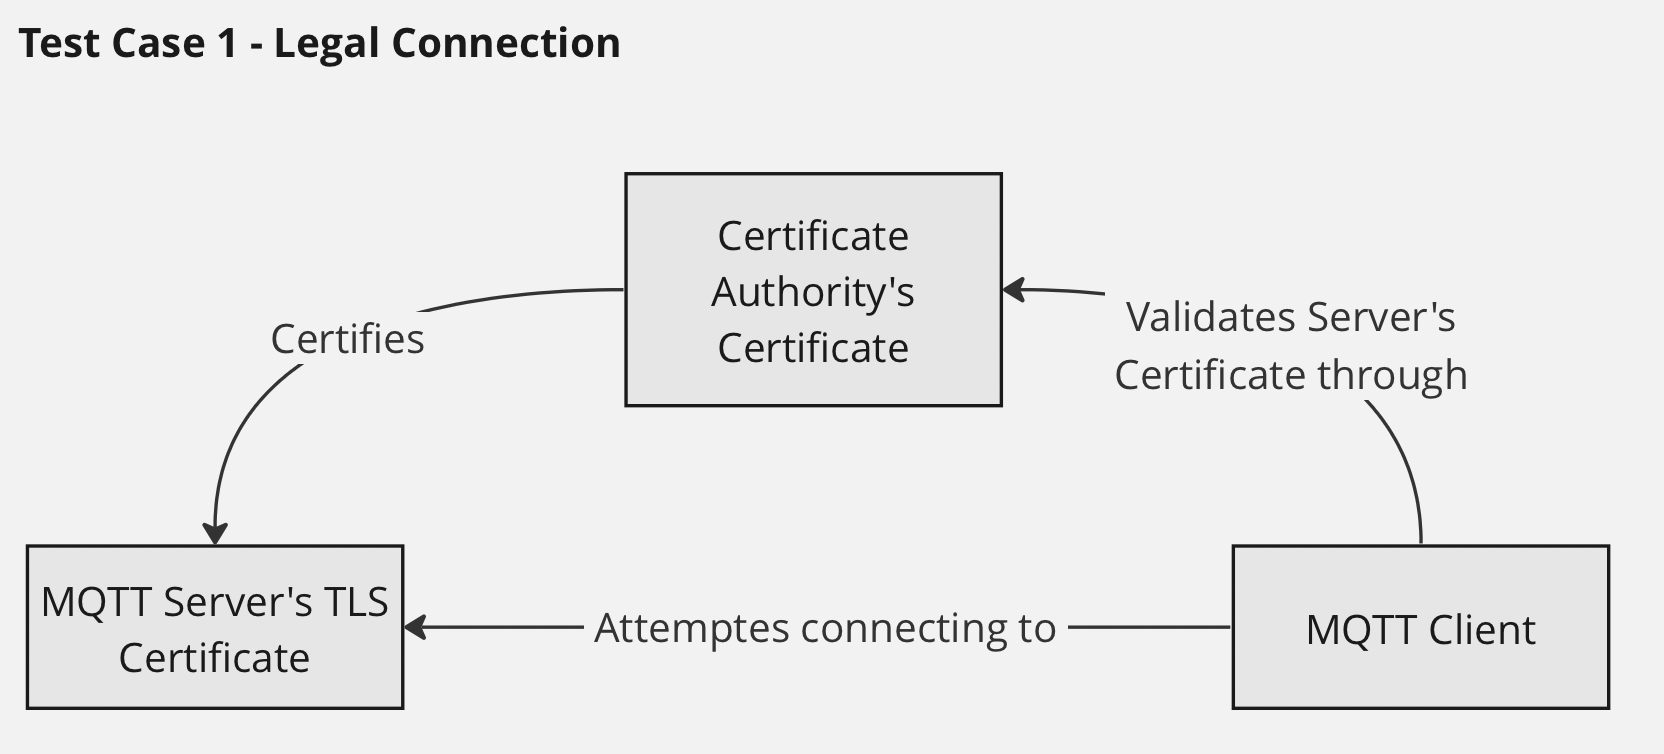 Test Case 1 - Legal Connection
Certificate
Authority's
Certificate
Certifies
Validates Server's
Certificate through
MQTT Server's TLS
Certificate
Attemptes connecting to
MQTT Client